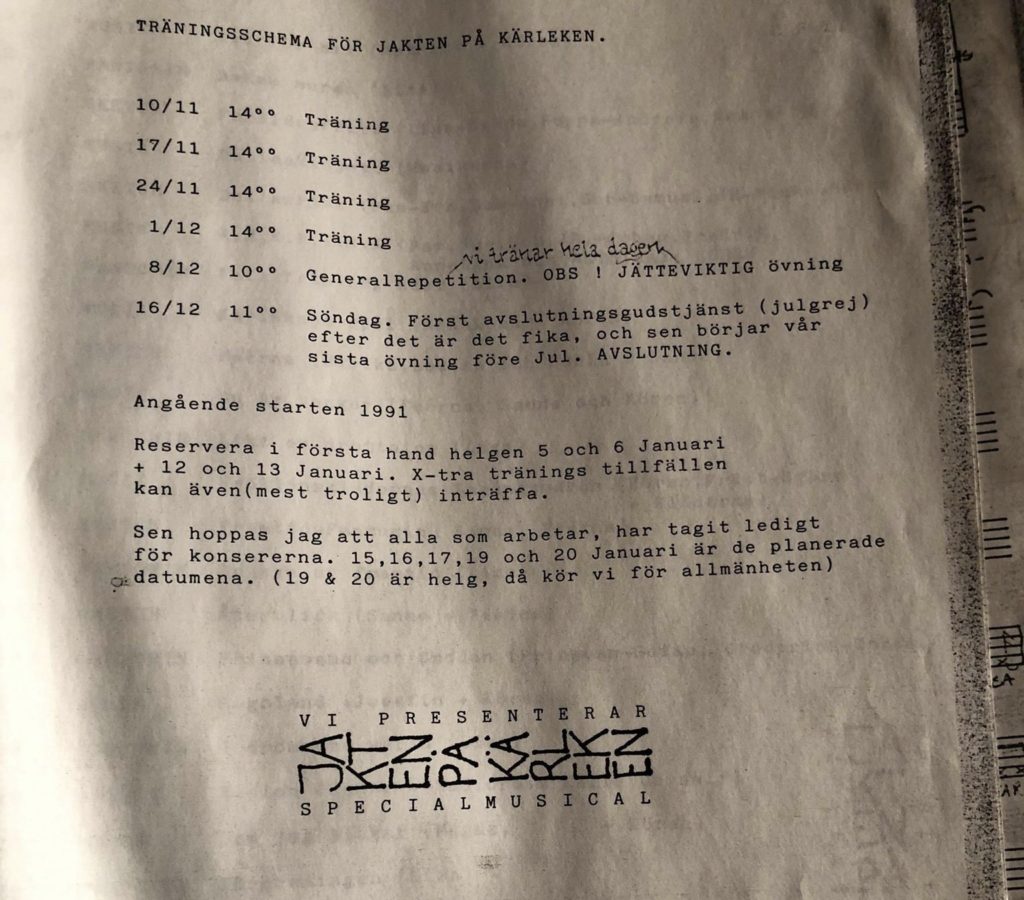 TRÄNINGSSCHEMA FÖR JAKTEN PÅ KÄRLEKEN.
10/11 14°° Träning
17/11 14°° Träning
24/11 14°° Träning
1/12 14°° Träning
vi tränar hela dagen
8/12 10°° GeneralRepetition. OBS ! JÄTTEVIKTIG övning
16/12 11°° Söndag. Först avslutningsgudstjänst (julgrej)
efter det är det fika, och sen börjar vår
sista övning före Jul. AVSLUTNING.
Angående starten 1991
Reservera i första hand helgen 5 och 6 Januari
+ 12 och 13 Januari. X-tra tränings tillfällen
kan även(mest troligt) inträffa.
Sen hoppas jag att alla som arbetar, har tagit ledigt
för konsererna. 15,16,17,19 och 20 Januari är de planerade
datumena. (19 & 20 är helg, då kör vi för allmänheten)
VI PRESENTERAR
JAKTEN PÅ KÄRLEKEN
SPECIALMUSICAL